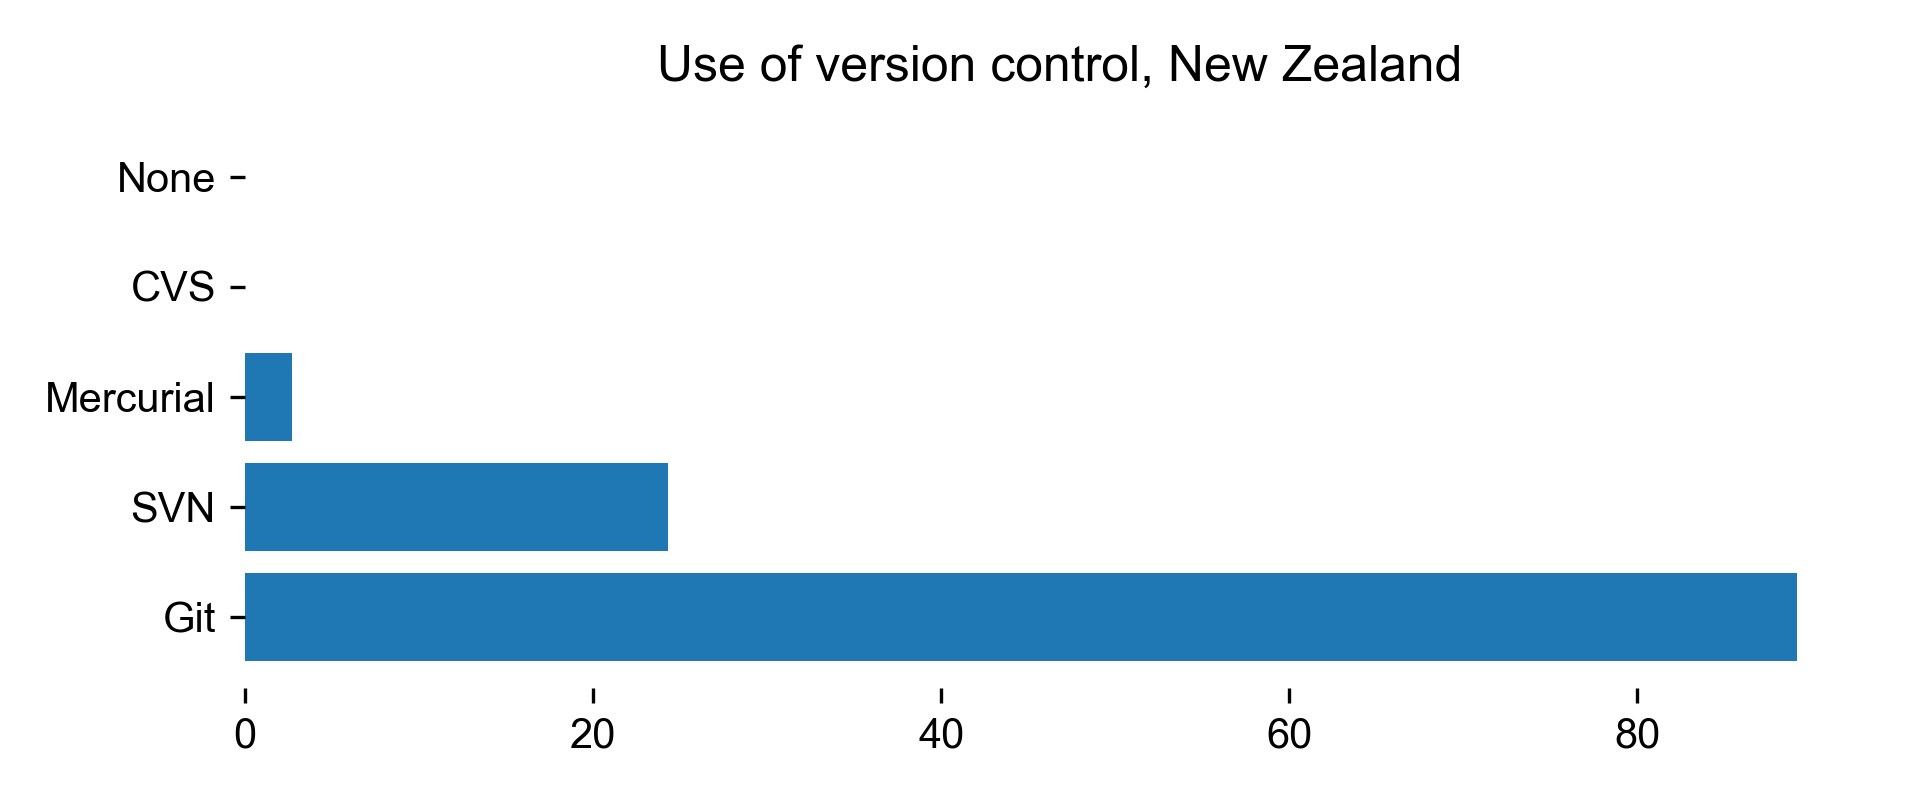 Use of version control, New Zealand
None
CVS
Mercurial
SVN
Git
0 20 40 60 80